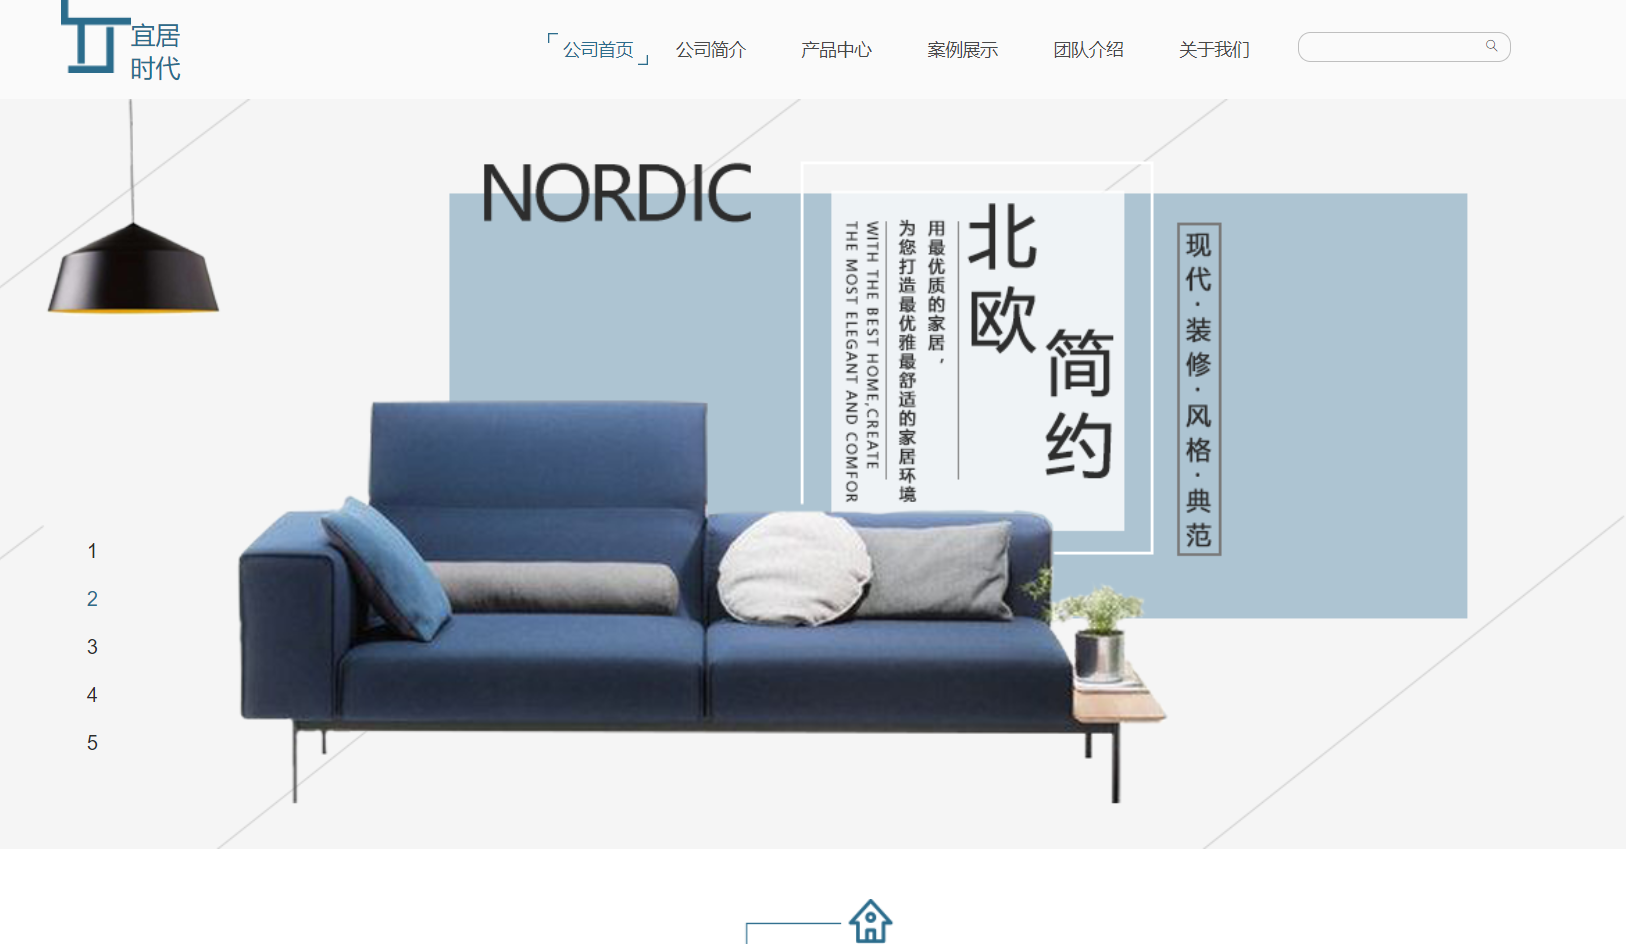 宜居
时代
公司首页
公司简介
产品中心
案例展示
团队介绍
关于我们
NORDIC
北欧
简约
用最优质的家居，
为您打造最优雅最舒适的家居环境
WITH THE BEST HOME,CREATE
THE MOST ELEGANT AND COMFOR
现代·装修·风格·典范
1
2
3
4
5